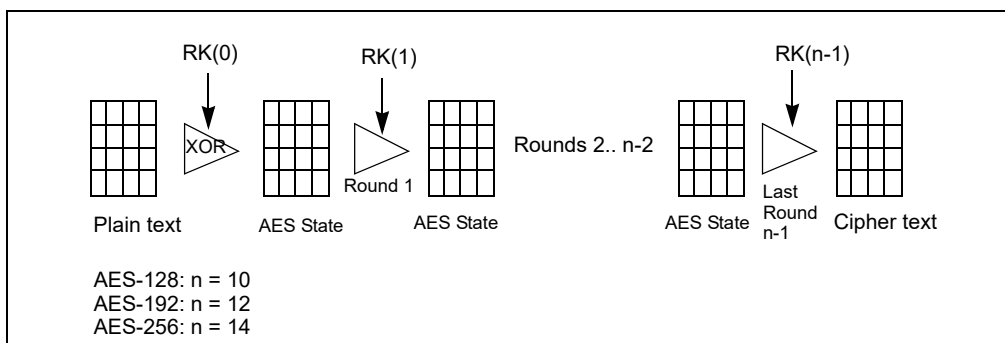 RK(0)
RK(1)
RK(n-1)
XOR
Rounds 2.. n-2
Round 1
Last
Round
n-1
Plain text
AES State
AES State
AES State
Cipher text
AES-128: n = 10
AES-192: n = 12
AES-256: n = 14